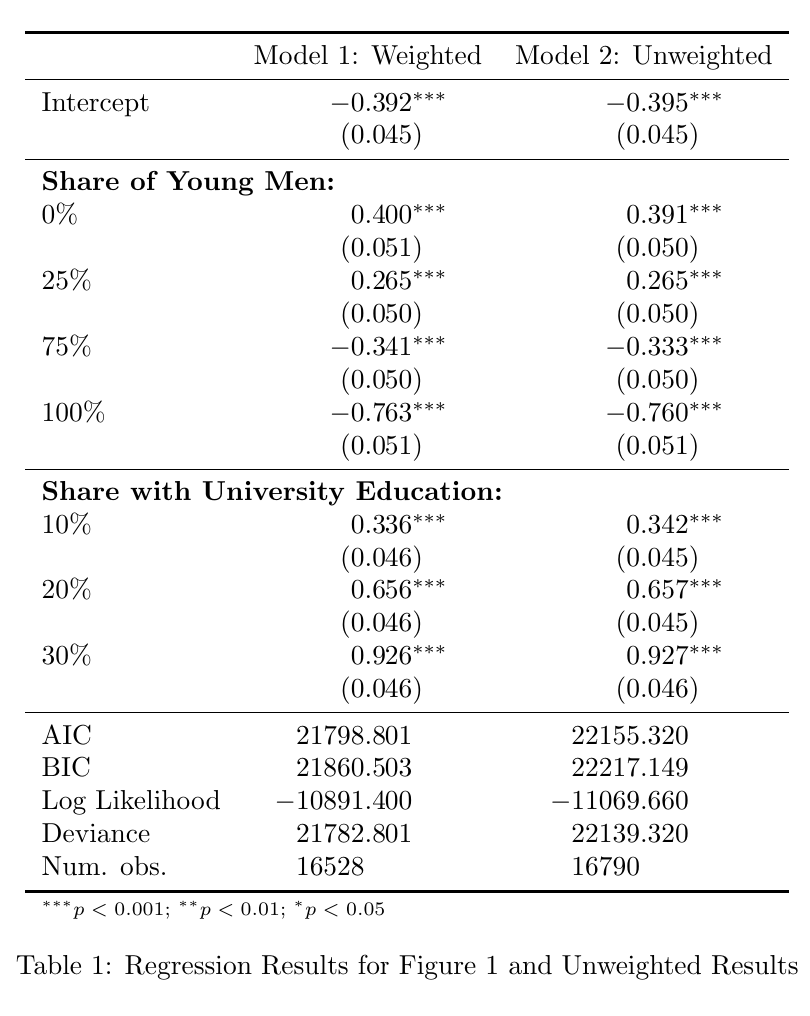 Model 1: Weighted Model 2: Unweighted
Intercept −0.392*** −0.395***
(0.045) (0.045)
Share of Young Men:
0% 0.400*** 0.391***
(0.051) (0.050)
25% 0.265*** 0.265***
(0.050) (0.050)
75% −0.341*** −0.333***
(0.050) (0.050)
100% −0.763*** −0.760***
(0.051) (0.051)
Share with University Education:
10% 0.336*** 0.342***
(0.046) (0.045)
20% 0.656*** 0.657***
(0.046) (0.045)
30% 0.926*** 0.927***
(0.046) (0.046)
AIC 21798.801 22155.320
BIC 21860.503 22217.149
Log Likelihood −10891.400 −11069.660
Deviance 21782.801 22139.320
Num. obs. 16528 16790
***p < 0.001; **p < 0.01; *p < 0.05
Table 1: Regression Results for Figure 1 and Unweighted Results